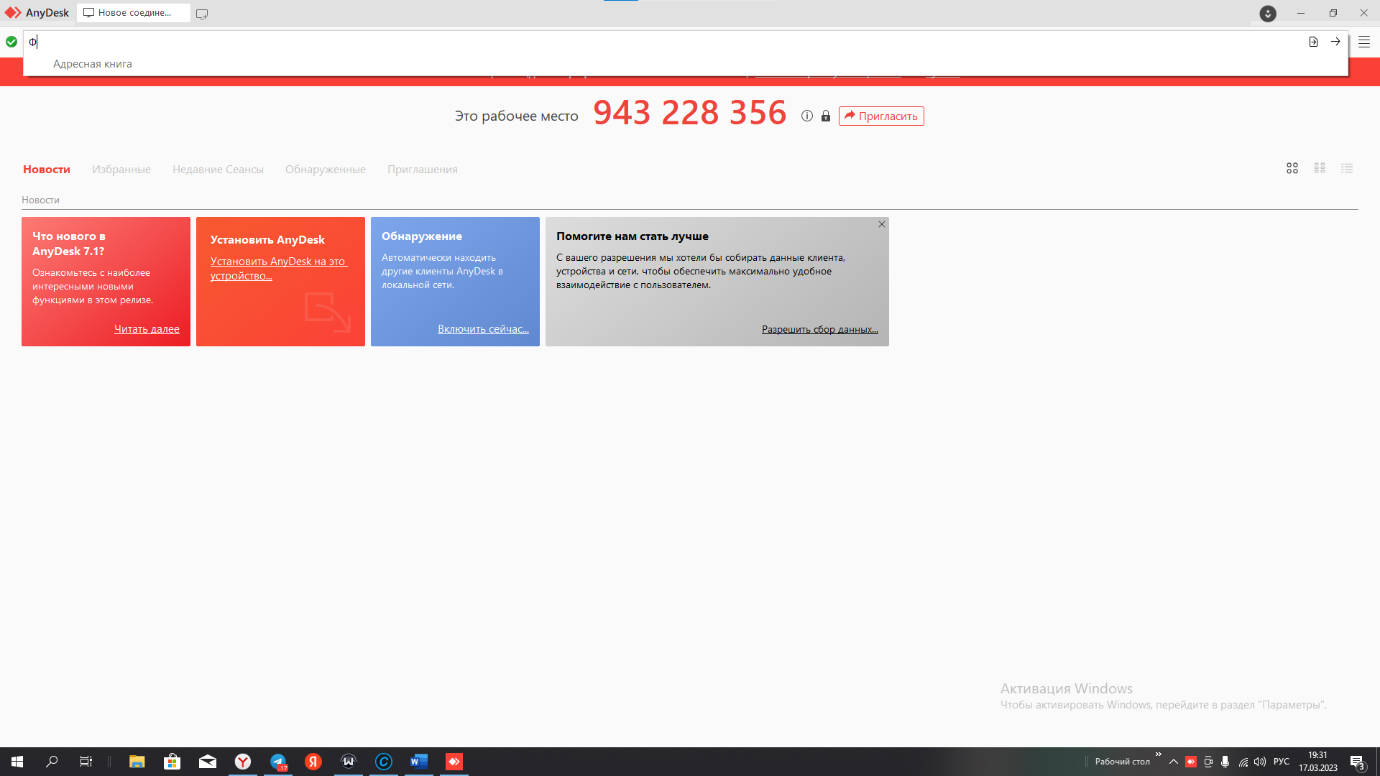 AnyDesk
Новое соедине...
Ф
Адресная книга
Это рабочее место 943 228 356 Пригласить
Новости Избранные Недавние Сеансы Обнаруженные Приглашения
Новости
Что нового в
AnyDesk 7.1?
Ознакомьтесь с наиболее
интересными новыми
функциями в этом релизе.
Читать далее
Установить AnyDesk
Установить AnyDesk на это
устройство...
Обнаружение
Автоматически находить
другие клиенты AnyDesk в
локальной сети.
Включить сейчас...
Помогите нам стать лучше
С вашего разрешения мы хотели бы собирать данные клиента,
устройства и сети, чтобы обеспечить максимально удобное
взаимодействие с пользователем.
Разрешить сбор данных...
Активация Windows
Чтобы активировать Windows, перейдите в раздел "Параметры".
Рабочий стол
РУС
19:31
17.03.2023